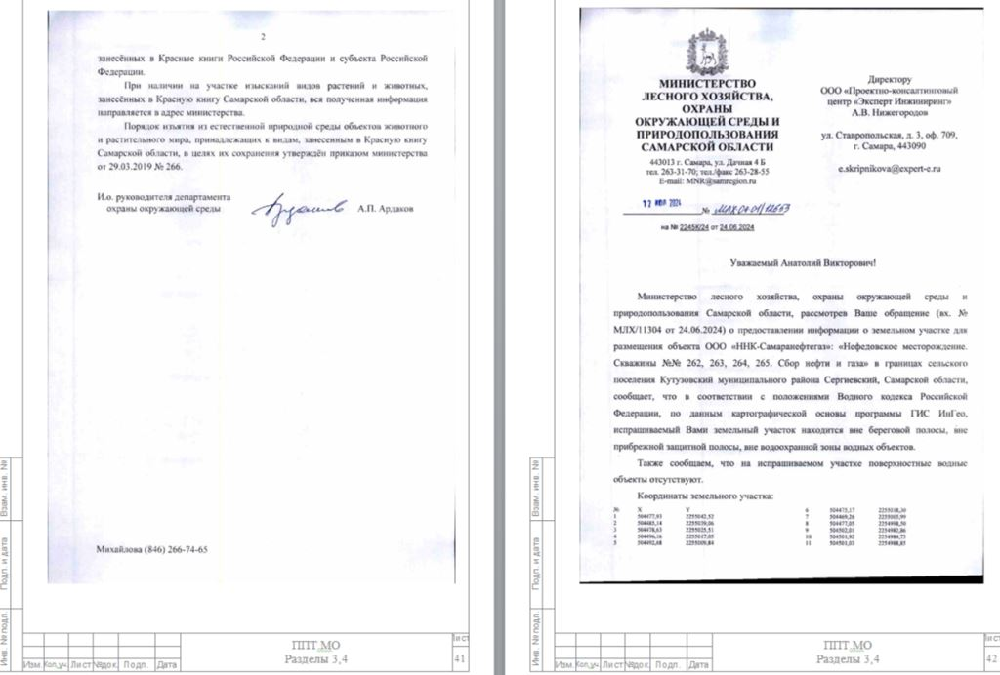 2
занесённых в Красные книги Российской Федерации и субъекта Российской
Федерации.
При наличии на участке изысканий видов растений и животных,
занесённых в Красную книгу Самарской области, вся полученная информация
направляется в адрес министерства.
Порядок изъятия из естественной природной среды объектов животного
и растительного мира, принадлежащих к видам, занесенным в Красную книгу
Самарской области, в целях их сохранения утверждён приказом министерства
от 29.03.2019 № 266.
И.о. руководителя департамента
охраны окружающей среды
А.П. Ардаков
Михайлова (846) 266-74-65
Взам. инв. №
Подп. и дата
Инв. № подл.
Изм. Кол.уч. Лист №док. Подп. Дата
ППТ.МО
Разделы 3,4
Лист
41
МИНИСТЕРСТВО
ЛЕСНОГО ХОЗЯЙСТВА,
ОХРАНЫ
ОКРУЖАЮЩЕЙ СРЕДЫ И
ПРИРОДОПОЛЬЗОВАНИЯ
САМАРСКОЙ ОБЛАСТИ
443013 г. Самара, ул. Дачная 4 Б
тел. 263-31-70; тел./факс 263-28-55
E-mail: MNR@samregion.ru
12 ИЮЛ 2024
№
на № 2245К/24 от 24.06.2024
Директору
ООО «Проектно-консалтинговый
центр «Эксперт Инжиниринг»
А.В. Нижегородов
ул. Ставропольская, д. 3, оф. 709,
г. Самара, 443090
e.skripnikova@expert-e.ru
Уважаемый Анатолий Викторович!
Министерство лесного хозяйства, охраны окружающей среды и
природопользования Самарской области, рассмотрев Ваше обращение (вх. №
МЛХ/11304 от 24.06.2024) о предоставлении информации о земельном участке для
размещения объекта ООО «ННК-Самаранефтегаз»: «Нефедовское месторождение.
Скважины №№ 262, 263, 264, 265. Сбор нефти и газа» в границах сельского
поселения Кутузовский муниципального района Сергиевский, Самарской области,
сообщает, что в соответствии с положениями Водного кодекса Российской
Федерации, по данным картографической основы программы ГИС ИнГео,
испрашиваемый Вами земельный участок находится вне береговой полосы, вне
прибрежной защитной полосы, вне водоохранной зоны водных объектов.
Также сообщаем, что на испрашиваемом участке поверхностные водные
объекты отсутствуют.
Координаты земельного участка:
№ X Y
1 504477,93 2255042,52
2 504485,14 2255039,06
3 504478,63 2255025,51
4 504496,16 2255017,05
5 504492,68 2255009,84
6 504475,17 2255018,30
7 504469,26 2255005,99
8 504477,05 2254998,50
9 504502,01 2254982,86
10 504501,92 2254984,73
11 504501,03 2254988,85
Взам. инв. №
Подп. и дата
Инв. № подл.
Изм. Кол.уч. Лист №док. Подп. Дата
ППТ.МО
Разделы 3,4
Лист
42